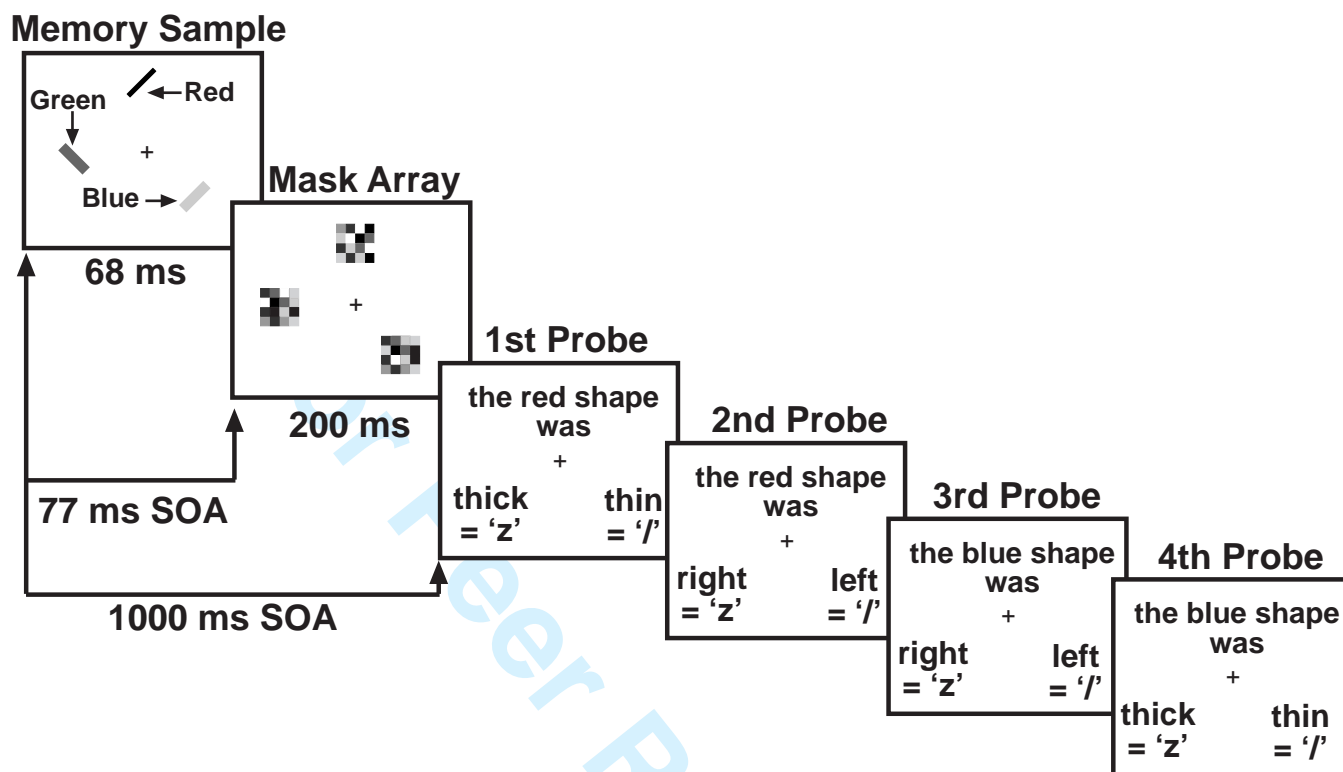 Memory Sample
Green
Red
+
Blue
68 ms
Mask Array
+
200 ms
77 ms SOA
1000 ms SOA
1st Probe
the red shape
was
+
thick
= ‘z’
thin
= ‘/’
2nd Probe
the red shape
was
+
right
= ‘z’
left
= ‘/’
3rd Probe
the blue shape
was
+
right
= ‘z’
left
= ‘/’
4th Probe
the blue shape
was
+
thick
= ‘z’
thin
= ‘/’
or Peer